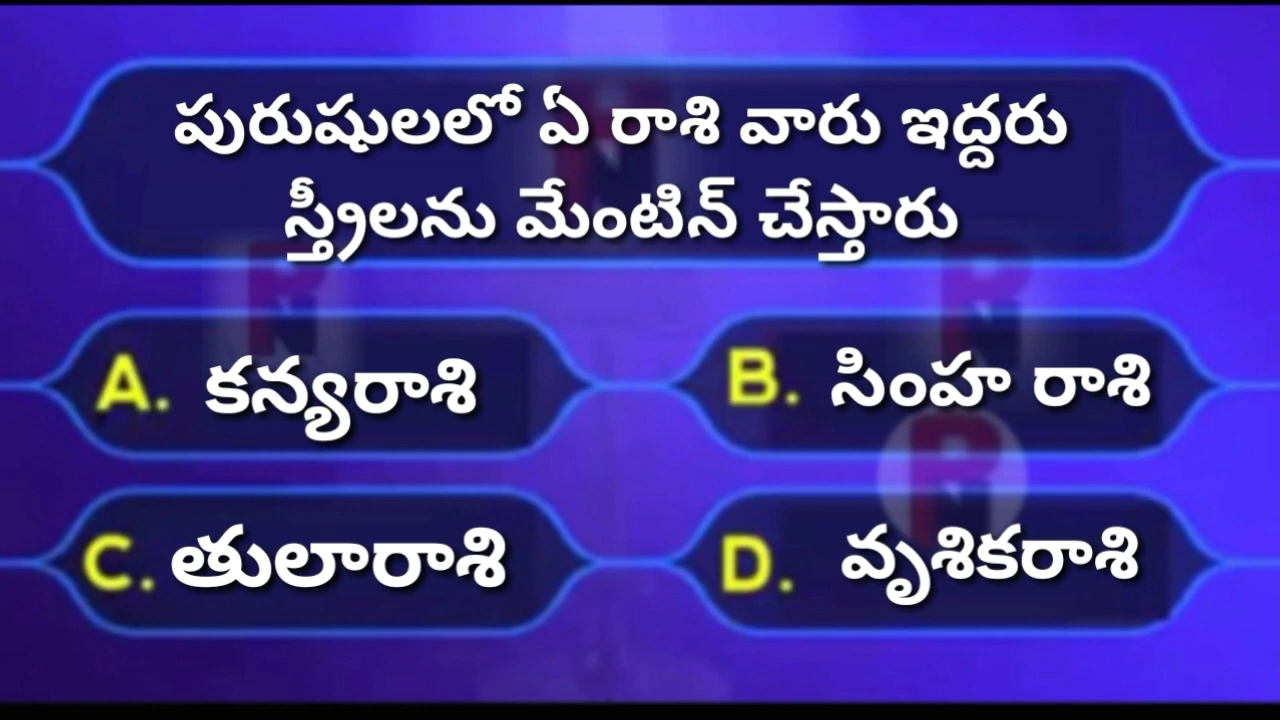 పురుషులలో ఏ రాశి వారు ఇద్దరు
స్త్రీలను మేంటిన్ చేస్తారు
A. కన్యరాశి
B. సింహ రాశి
C. తులారాశి
D. వృశికరాశి